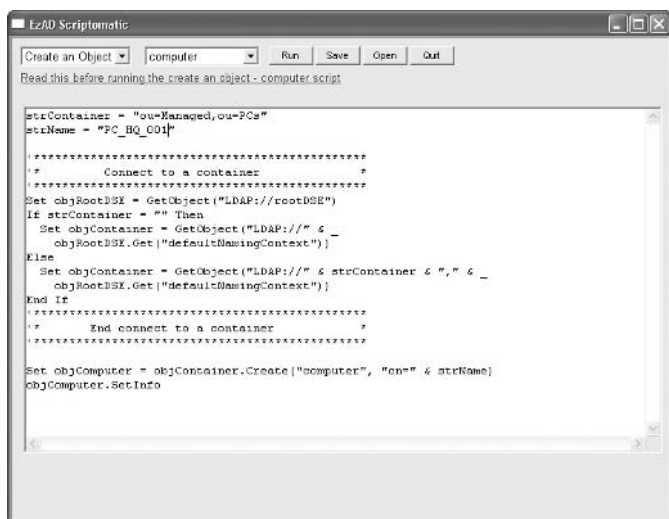 EzAD Scriptomatic
Create an Object computer Run Save Open Quit
Read this before running the create an object - computer script
strContainer = "ou=Managed,ou=PCs"
strName = "PC_HQ_001"
'***********************************************
'* Connect to a container *
'***********************************************
Set objRootDSE = GetObject("LDAP://rootDSE")
If strContainer = "" Then
Set objContainer = GetObject("LDAP://" & _
objRootDSE.Get("defaultNamingContext"))
Else
Set objContainer = GetObject("LDAP://" & strContainer & "," & _
objRootDSE.Get("defaultNamingContext"))
End If
'***********************************************
'* End connect to a container *
'***********************************************
Set objComputer = objContainer.Create("computer", "cn=" & strName)
objComputer.SetInfo